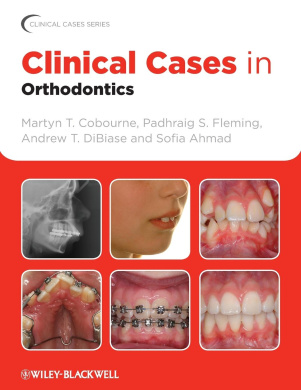 CLINICAL CASES SERIES
Clinical Cases in
Orthodontics
Martyn T. Cobourne, Padhraig S. Fleming,
Andrew T. DiBiase and Sofia Ahmad
WILEY-BLACKWELL